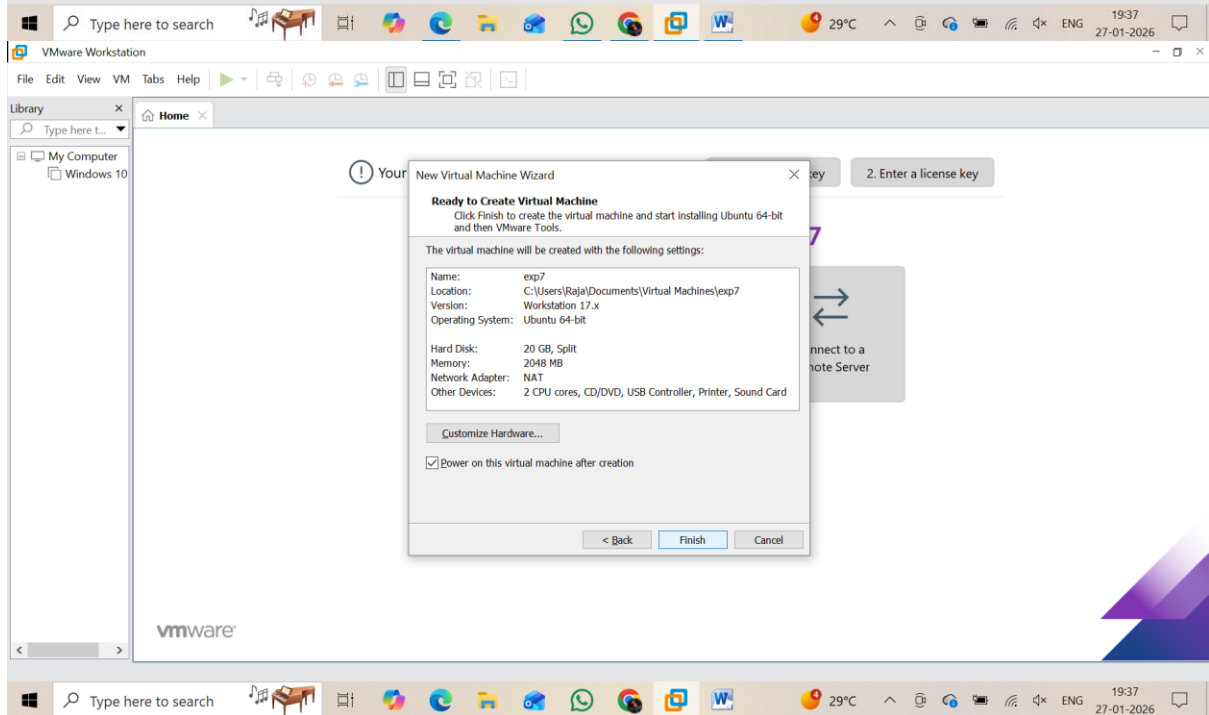 Type here to search
4
29°C
ENG
19:37
27-01-2026
VMware Workstation
File Edit View VM Tabs Help
Library
Type here t...
My Computer
Windows 10
Home
Your
key
2. Enter a license key
7
nnect to a
note Server
New Virtual Machine Wizard
Ready to Create Virtual Machine
Click Finish to create the virtual machine and start installing Ubuntu 64-bit
and then VMware Tools.
The virtual machine will be created with the following settings:
Name: exp7
Location: C:\Users\Raja\Documents\Virtual Machines\exp7
Version: Workstation 17.x
Operating System: Ubuntu 64-bit
Hard Disk: 20 GB, Split
Memory: 2048 MB
Network Adapter: NAT
Other Devices: 2 CPU cores, CD/DVD, USB Controller, Printer, Sound Card
Customize Hardware...
Power on this virtual machine after creation
< Back Finish Cancel
vmware
Type here to search
4
29°C
ENG
19:37
27-01-2026